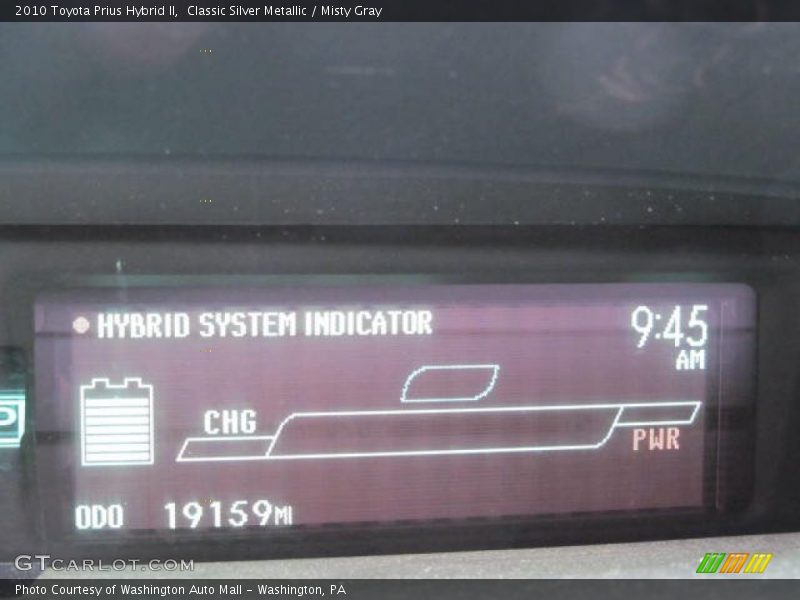 2010 Toyota Prius Hybrid II, Classic Silver Metallic / Misty Gray
HYBRID SYSTEM INDICATOR
9:45
AM
CHG
PWR
P
ODO 19159MI
GTCARLOT.COM
Photo Courtesy of Washington Auto Mall - Washington, PA